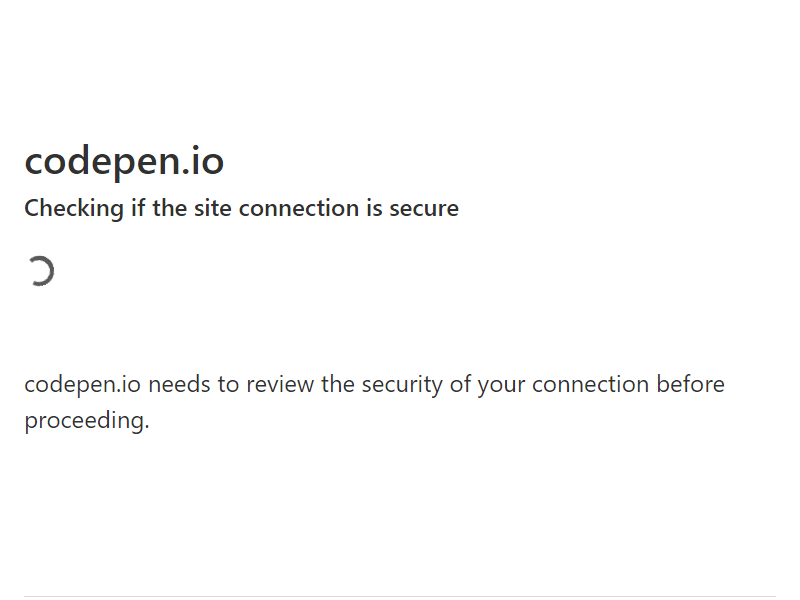 codepen.io
Checking if the site connection is secure
codepen.io needs to review the security of your connection before
proceeding.